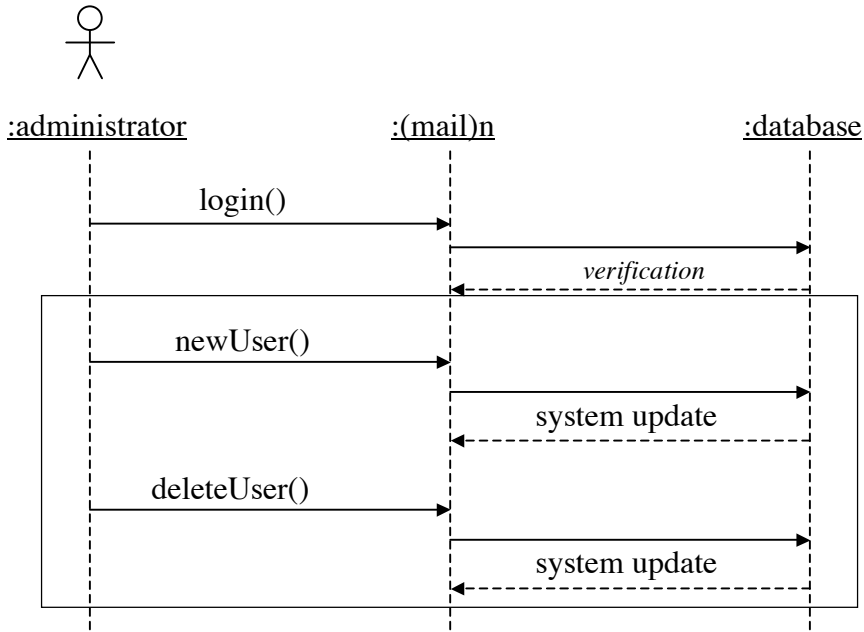 :administrator :(mail)n :database
login()
verification
newUser()
system update
deleteUser()
system update